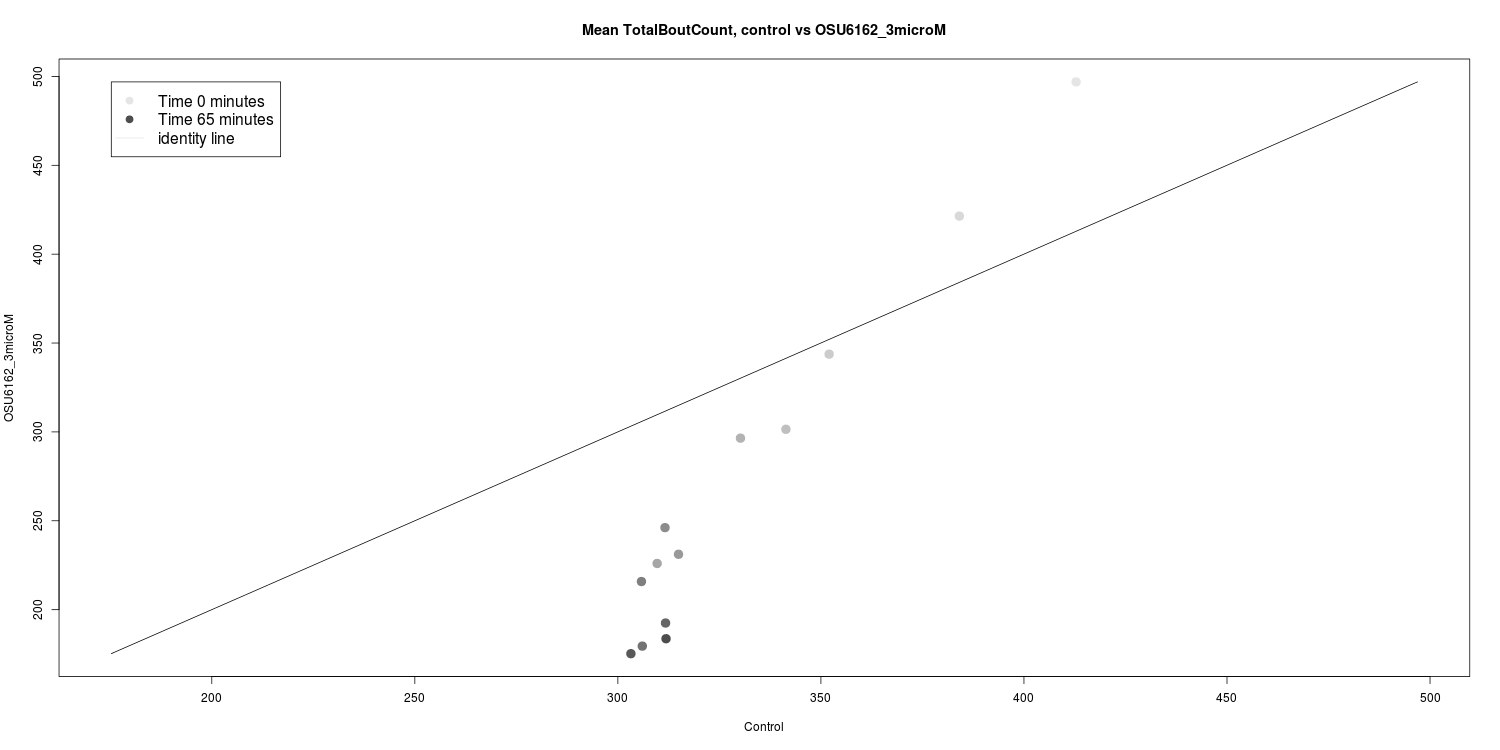 Mean TotalBoutCount, control vs OSU6162_3microM
Time 0 minutes
Time 65 minutes
identity line
500
450
400
350
300
250
200
OSU6162_3microM
200
250
300
350
400
450
500
Control